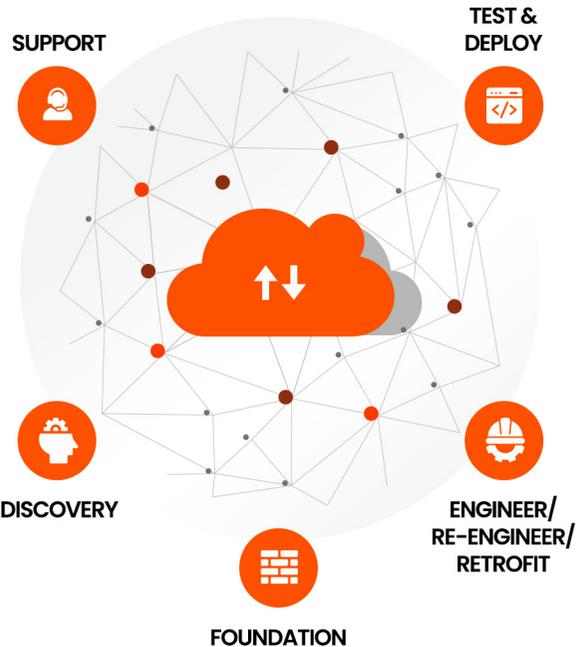 TEST &
DEPLOY
SUPPORT
</>
DISCOVERY
ENGINEER/
RE-ENGINEER/
RETROFIT
FOUNDATION